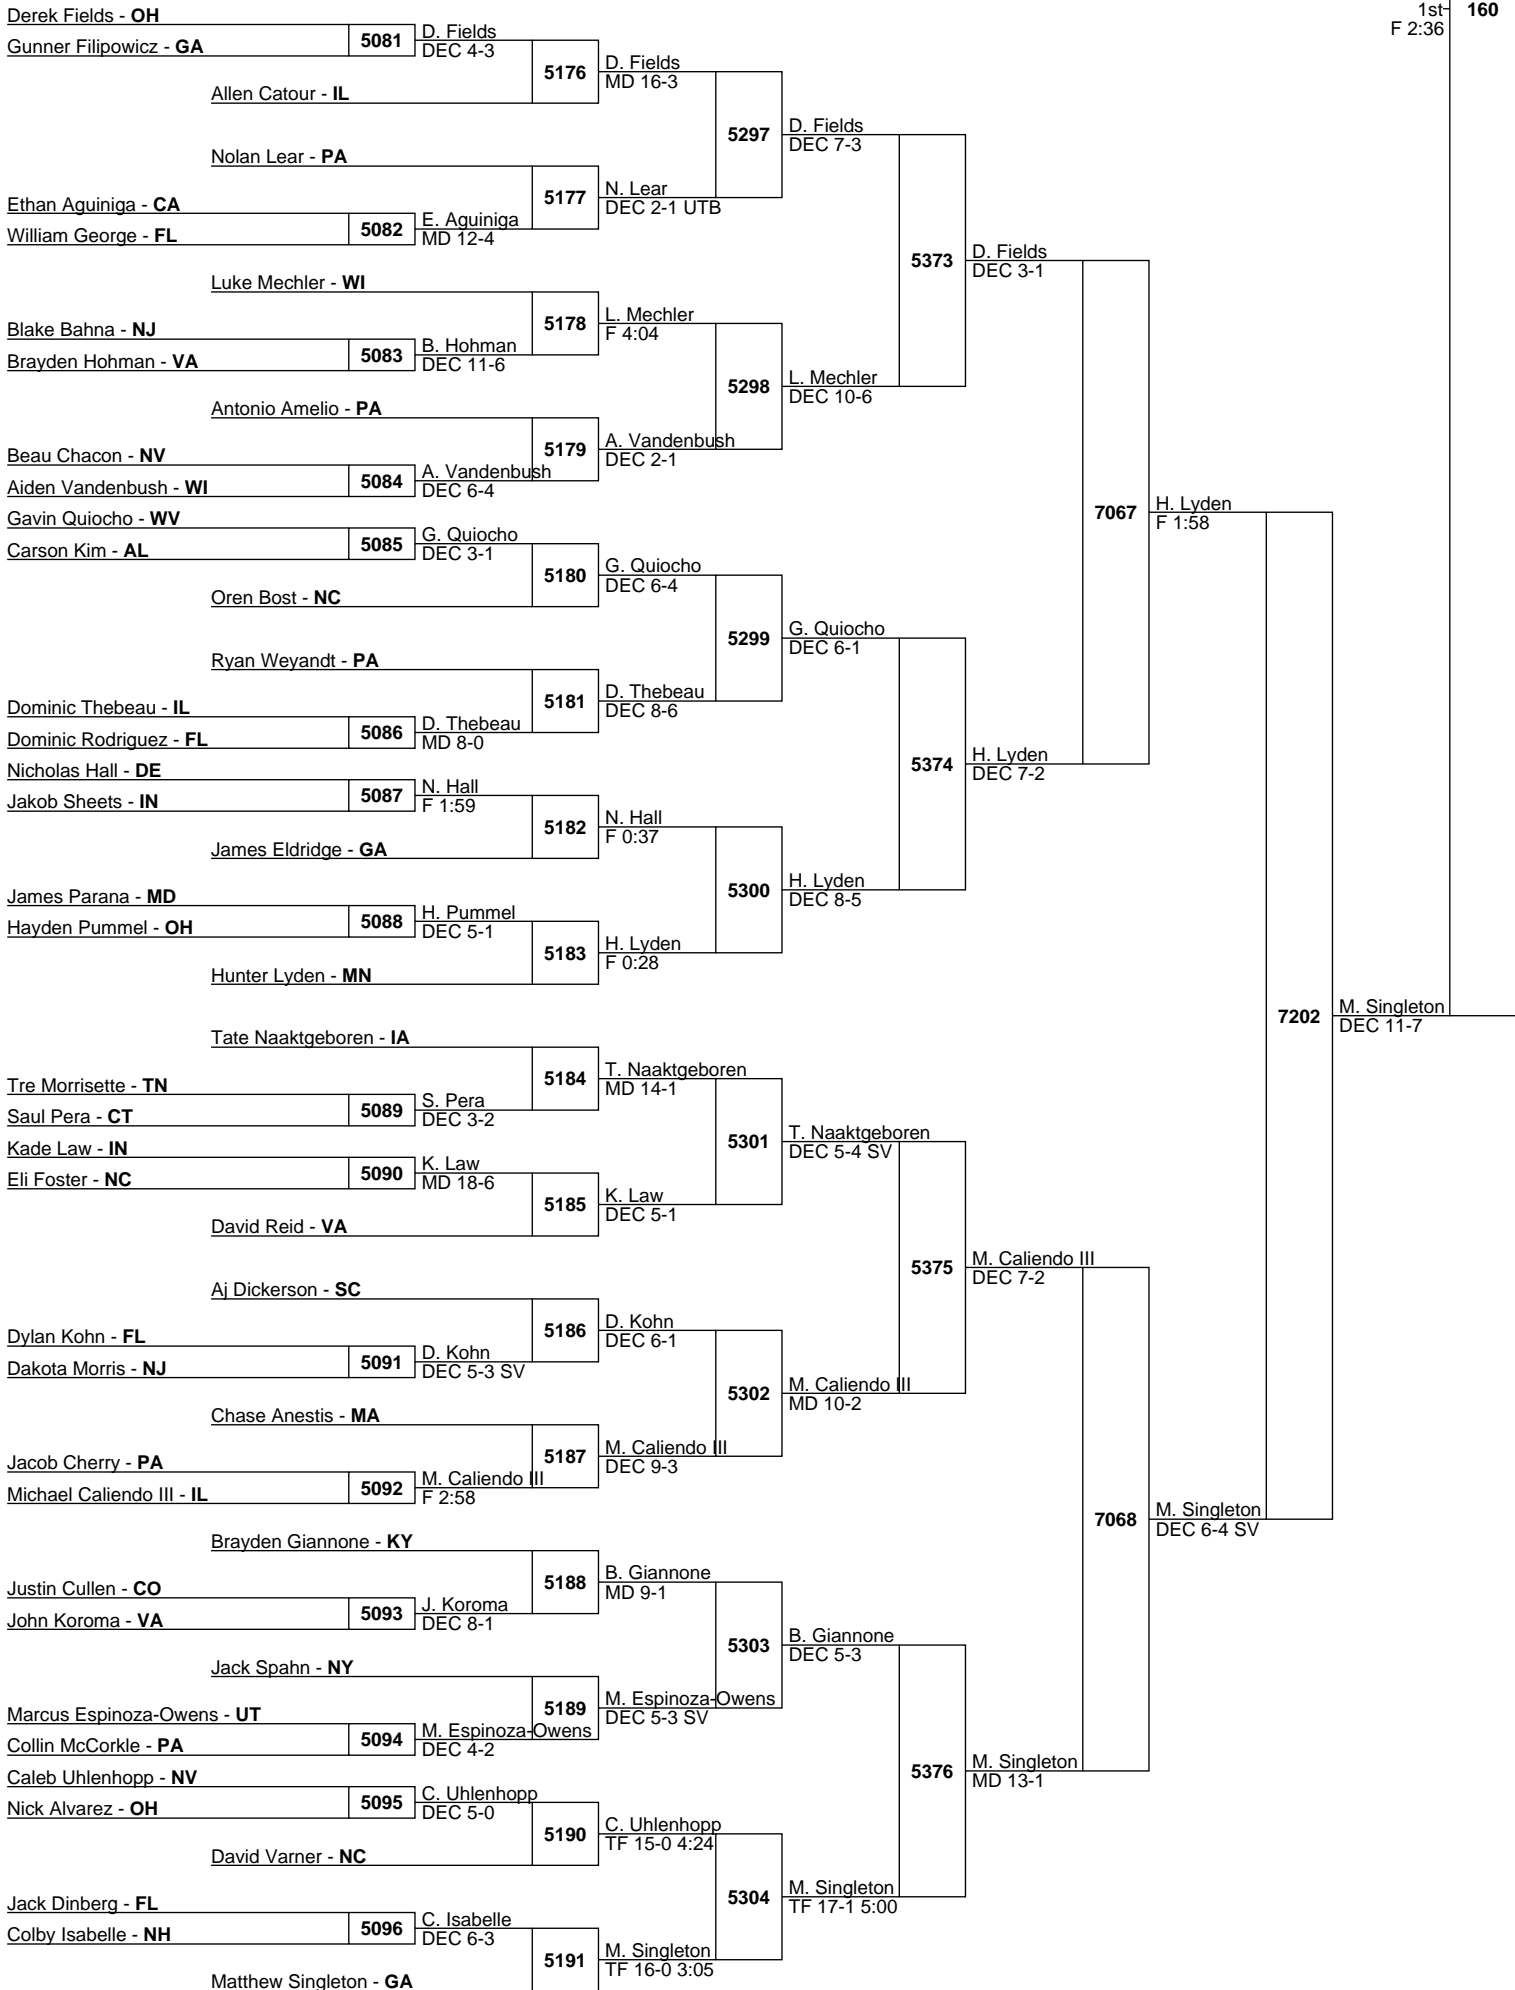 Derek Fields - OH
Gunner Filipowicz - GA
5081
D. Fields
DEC 4-3
Allen Catour - IL
5176
D. Fields
MD 16-3
Nolan Lear - PA
Ethan Aguiniga - CA
William George - FL
5082
E. Aguiniga
MD 12-4
5177
N. Lear
DEC 2-1 UTB
5297
D. Fields
DEC 7-3
Luke Mechler - WI
Blake Bahna - NJ
Brayden Hohman - VA
5083
B. Hohman
DEC 11-6
5178
L. Mechler
F 4:04
Antonio Amelio - PA
Beau Chacon - NV
Aiden Vandenbush - WI
5084
A. Vandenbush
DEC 6-4
5179
A. Vandenbush
DEC 2-1
5298
L. Mechler
DEC 10-6
5373
D. Fields
DEC 3-1
Gavin Quiocho - WV
Carson Kim - AL
5085
G. Quiocho
DEC 3-1
Oren Bost - NC
5180
G. Quiocho
DEC 6-4
Ryan Weyandt - PA
Dominic Thebeau - IL
Dominic Rodriguez - FL
5086
D. Thebeau
MD 8-0
5181
D. Thebeau
DEC 8-6
5299
G. Quiocho
DEC 6-1
Nicholas Hall - DE
Jakob Sheets - IN
5087
N. Hall
F 1:59
James Eldridge - GA
5182
N. Hall
F 0:37
James Parana - MD
Hayden Pummel - OH
5088
H. Pummel
DEC 5-1
Hunter Lyden - MN
5183
H. Lyden
F 0:28
5300
H. Lyden
DEC 8-5
5374
H. Lyden
DEC 7-2
7067
H. Lyden
F 1:58
Tate Naaktgeboren - IA
Tre Morrisette - TN
Saul Pera - CT
5089
S. Pera
DEC 3-2
5184
T. Naaktgeboren
MD 14-1
Kade Law - IN
Eli Foster - NC
5090
K. Law
MD 18-6
David Reid - VA
5185
K. Law
DEC 5-1
5301
T. Naaktgeboren
DEC 5-4 SV
Aj Dickerson - SC
Dylan Kohn - FL
Dakota Morris - NJ
5091
D. Kohn
DEC 5-3 SV
5186
D. Kohn
DEC 6-1
Chase Anestis - MA
Jacob Cherry - PA
Michael Caliendo III - IL
5092
M. Caliendo III
F 2:58
5187
M. Caliendo III
DEC 9-3
5302
M. Caliendo III
MD 10-2
5375
M. Caliendo III
DEC 7-2
Brayden Giannone - KY
Justin Cullen - CO
John Koroma - VA
5093
J. Koroma
DEC 8-1
5188
B. Giannone
MD 9-1
Jack Spahn - NY
Marcus Espinoza-Owens - UT
Collin McCorkle - PA
5094
M. Espinoza-Owens
DEC 4-2
5189
M. Espinoza-Owens
DEC 5-3 SV
5303
B. Giannone
DEC 5-3
Caleb Uhlenhopp - NV
Nick Alvarez - OH
5095
C. Uhlenhopp
DEC 5-0
David Varner - NC
5190
C. Uhlenhopp
TF 15-0 4:24
Jack Dinberg - FL
Colby Isabelle - NH
5096
C. Isabelle
DEC 6-3
Matthew Singleton - GA
5191
M. Singleton
TF 16-0 3:05
5304
M. Singleton
TF 17-1 5:00
5376
M. Singleton
MD 13-1
7068
M. Singleton
DEC 6-4 SV
7202
M. Singleton
DEC 11-7
1st
F 2:36
160